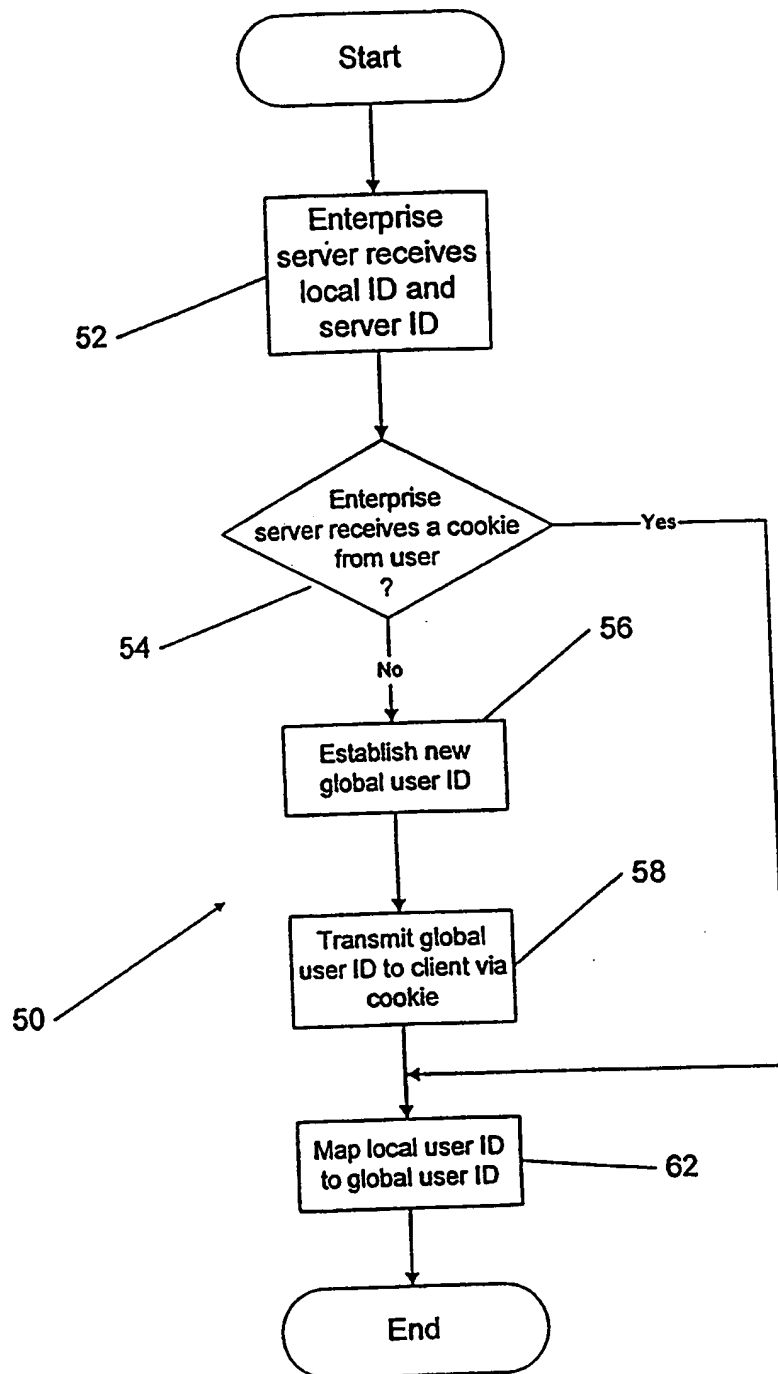 Start
Enterprise
server receives
local ID and
server ID
52
Enterprise
server receives a cookie
from user
?
Yes
54
No
56
Establish new
global user ID
58
Transmit global
user ID to client via
cookie
50
Map local user ID
to global user ID
62
End